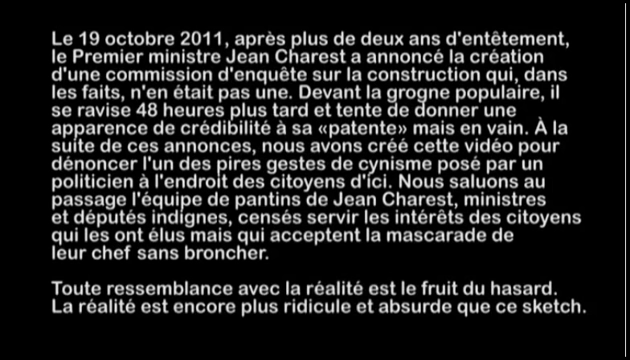 Le 19 octobre 2011, après plus de deux ans d'entêtement,
le Premier ministre Jean Charest a annoncé la création
d'une commission d'enquête sur la construction qui, dans
les faits, n'en était pas une. Devant la grogne populaire, il
se ravise 48 heures plus tard et tente de donner une
apparence de crédibilité à sa «patente» mais en vain. À la
suite de ces annonces, nous avons créé cette vidéo pour
dénoncer l'un des pires gestes de cynisme posé par un
politicien à l'endroit des citoyens d'ici. Nous saluons au
passage l'équipe de pantins de Jean Charest, ministres
et députés indignes, censés servir les intérêts des citoyens
qui les ont élus mais qui acceptent la mascarade de
leur chef sans broncher.
Toute ressemblance avec la réalité est le fruit du hasard.
La réalité est encore plus ridicule et absurde que ce sketch.